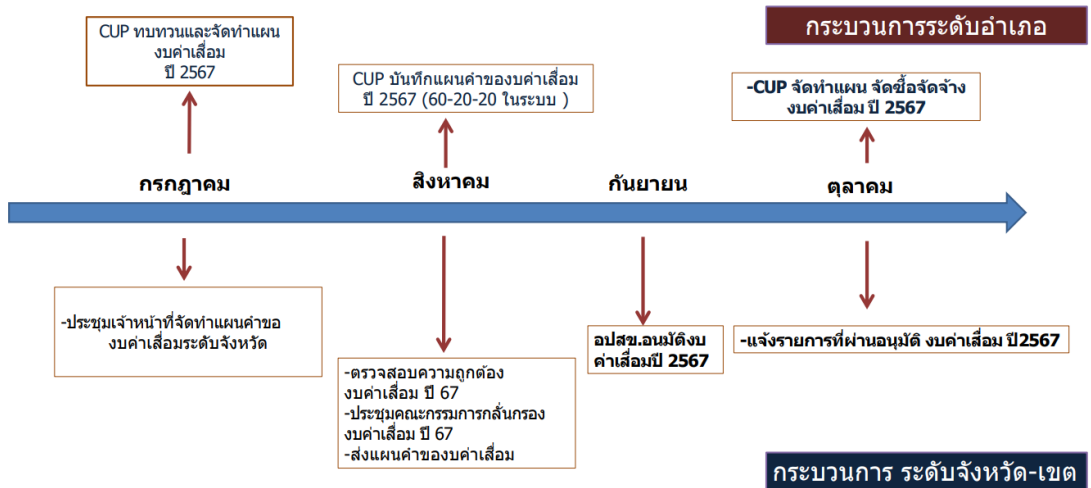 กระบวนการระดับอำเภอ
CUP ทบทวนและจัดทำแผน
งบค่าเสื่อม
ปี 2567
CUP บันทึกแผนคำของบค่าเสื่อม
ปี 2567 (60-20-20 ในระบบ )
-CUP จัดทำแผน จัดซื้อจัดจ้าง
งบค่าเสื่อม ปี 2567
กรกฎาคม
สิงหาคม
กันยายน
ตุลาคม
-ประชุมเจ้าหน้าที่จัดทำแผนคำขอ
งบค่าเสื่อมระดับจังหวัด
-ตรวจสอบความถูกต้อง
งบค่าเสื่อม ปี 67
-ประชุมคณะกรรมการกลั่นกรอง
งบค่าเสื่อม ปี 67
-ส่งแผนคำของบค่าเสื่อม
อปสข.อนมัติงบ
ค่าเสื่อมปี 2567
-แจ้งรายการที่ผ่านอนุมัติ งบค่าเสื่อม ปี2567
กระบวนการ ระดับจังหวัด-เขต